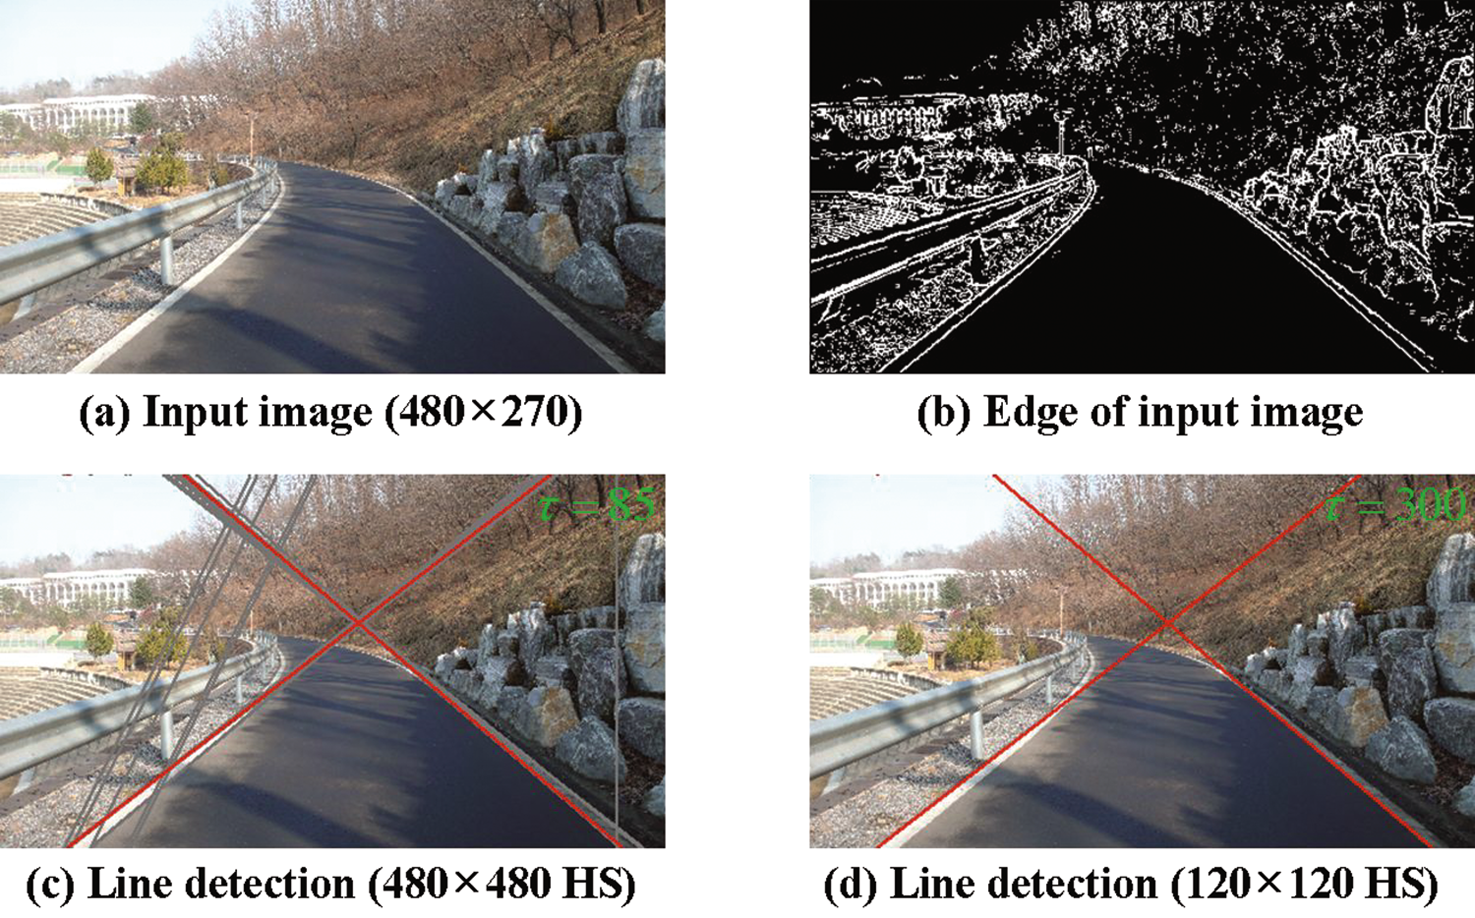 (a) Input image (480×270)
(b) Edge of input image
τ = 85
τ = 300
(c) Line detection (480×480 HS)
(d) Line detection (120×120 HS)